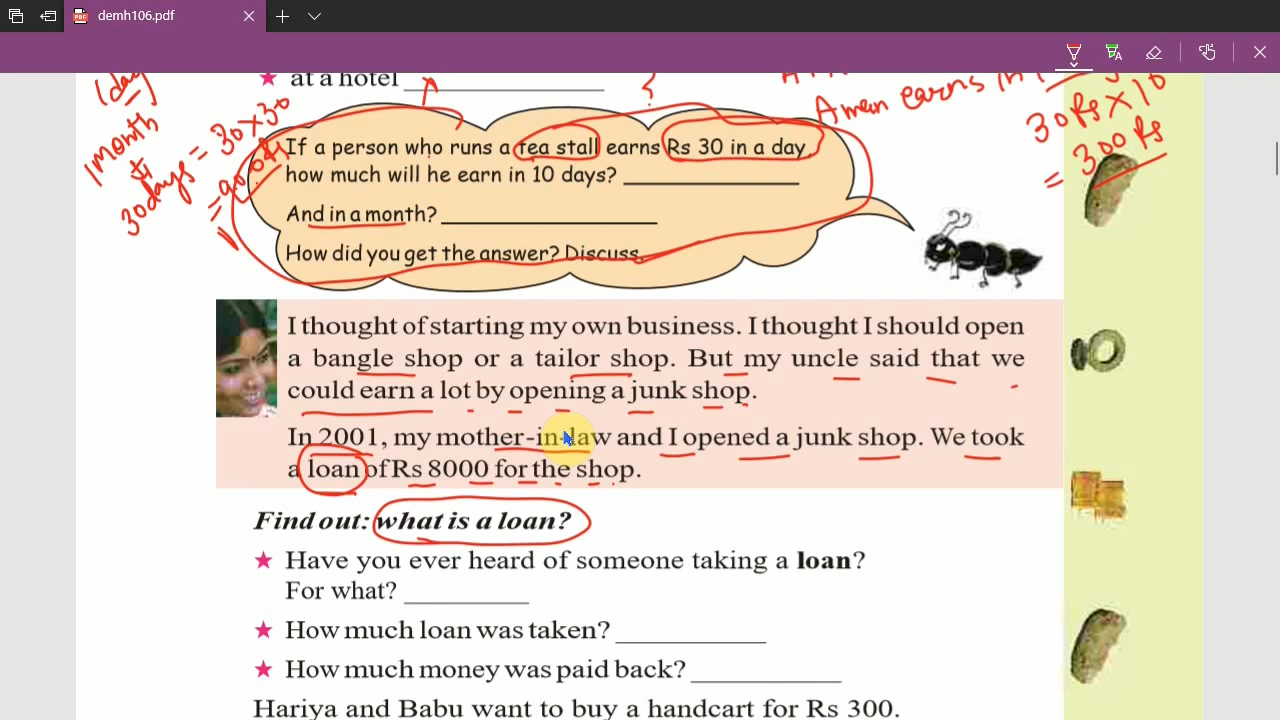 demh106.pdf
at a hotel
A man earns in 1
1 day
1 month
30 days = 30 x 30
30 Rs x 10
= 300 Rs
If a person who runs a tea stall earns Rs 30 in a day,
how much will he earn in 10 days?
And in a month?
How did you get the answer? Discuss.
I thought of starting my own business. I thought I should open
a bangle shop or a tailor shop. But my uncle said that we
could earn a lot by opening a junk shop.
In 2001, my mother-in-law and I opened a junk shop. We took
a loan of Rs 8000 for the shop.
Find out: what is a loan?
Have you ever heard of someone taking a loan?
For what?
How much loan was taken?
How much money was paid back?
Hariya and Babu want to buy a handcart for Rs 300.